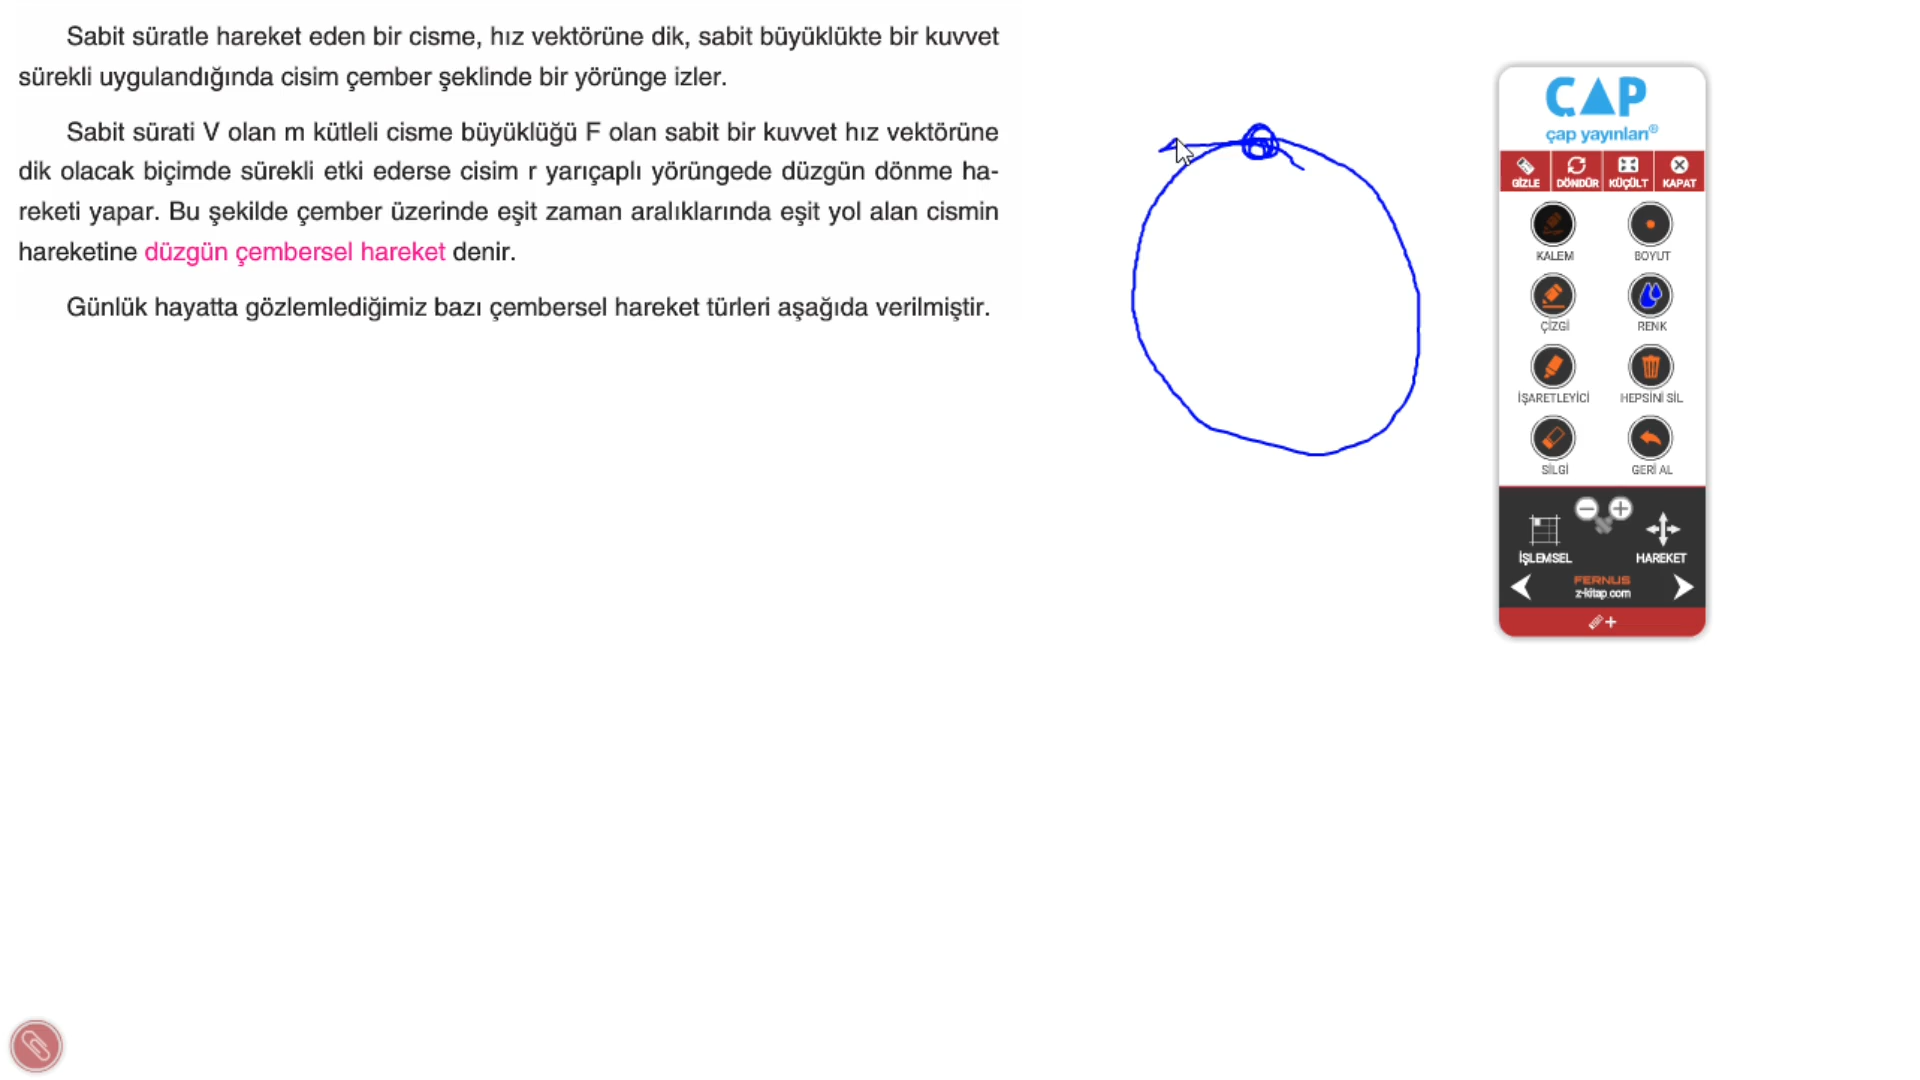 Sabit süratle hareket eden bir cisme, hız vektörüne dik, sabit büyüklükte bir kuvvet
sürekli uygulandığında cisim çember şeklinde bir yörünge izler.
Sabit sürati V olan m kütleli cisme büyüklüğü F olan sabit bir kuvvet hız vektörüne
dik olacak biçimde sürekli etki ederse cisim r yarıçaplı yörüngede düzgün dönme ha-
reketi yapar. Bu şekilde çember üzerinde eşit zaman aralıklarında eşit yol alan cismin
hareketine düzgün çembersel hareket denir.
Günlük hayatta gözlemlediğimiz bazı çembersel hareket türleri aşağıda verilmiştir.
ÇAP
çap yayınları®
GİZLE DÖNDÜR KÜÇÜLT KAPAT
KALEM BOYUT
ÇİZGİ RENK
İŞARETLEYİCİ HEPSİNİ SİL
SİLGİ GERİ AL
İŞLEMSEL HAREKET
FERNUS
z-kitap.com